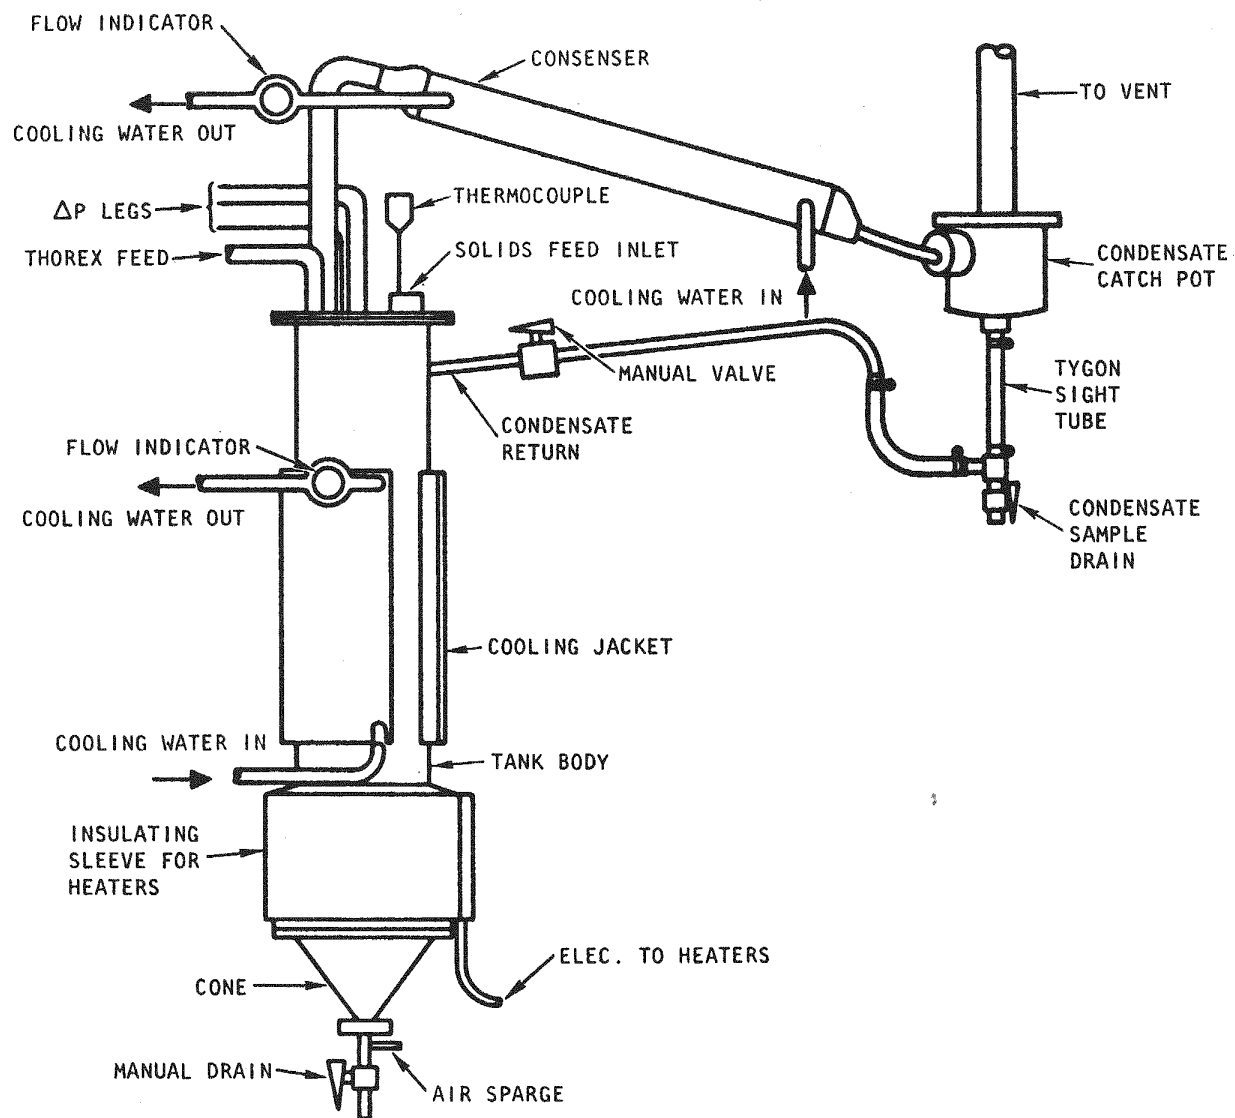 FLOW INDICATOR
CONSENSER
TO VENT
COOLING WATER OUT
THERMOCOUPLE
ΔP LEGS
SOLIDS FEED INLET
THOREX FEED
CONDENSATE
CATCH POT
COOLING WATER IN
MANUAL VALVE
TYGON
SIGHT
TUBE
CONDENSATE
RETURN
FLOW INDICATOR
COOLING WATER OUT
CONDENSATE
SAMPLE
DRAIN
COOLING JACKET
COOLING WATER IN
TANK BODY
INSULATING
SLEEVE FOR
HEATERS
ELEC. TO HEATERS
CONE
MANUAL DRAIN
AIR SPARGE